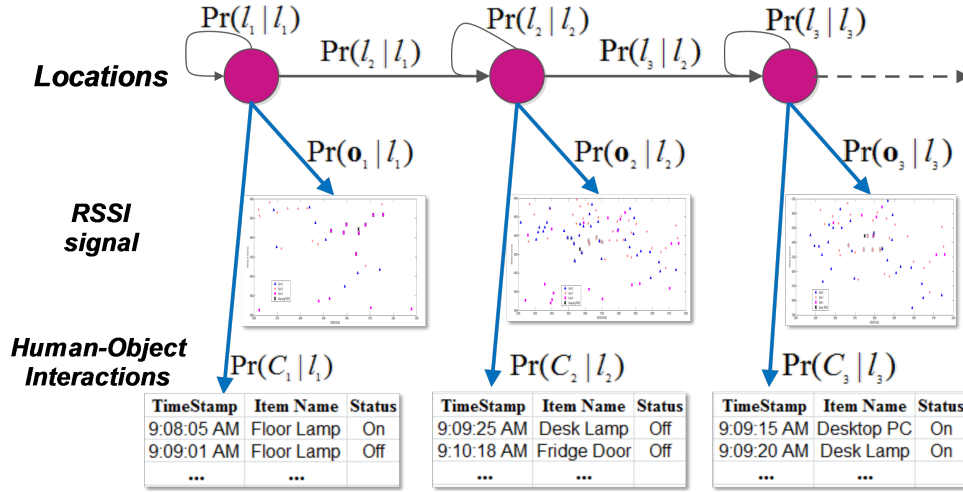 Pr(l₁ | l₁) Pr(l₂ | l₂) Pr(l₃ | l₃)
Pr(l₂ | l₁) Pr(l₃ | l₂)
Locations
Pr(o₁ | l₁) Pr(o₂ | l₂) Pr(o₃ | l₃)
RSSI
signal
Human-Object
Interactions
Pr(C₁ | l₁) Pr(C₂ | l₂) Pr(C₃ | l₃)
TimeStamp Item Name Status
9:08:05 AM Floor Lamp On
9:09:01 AM Floor Lamp Off
... ...
TimeStamp Item Name Status
9:09:25 AM Desk Lamp Off
9:10:18 AM Fridge Door Off
... ...
TimeStamp Item Name Status
9:09:15 AM Desktop PC On
9:09:20 AM Desk Lamp On
... ...